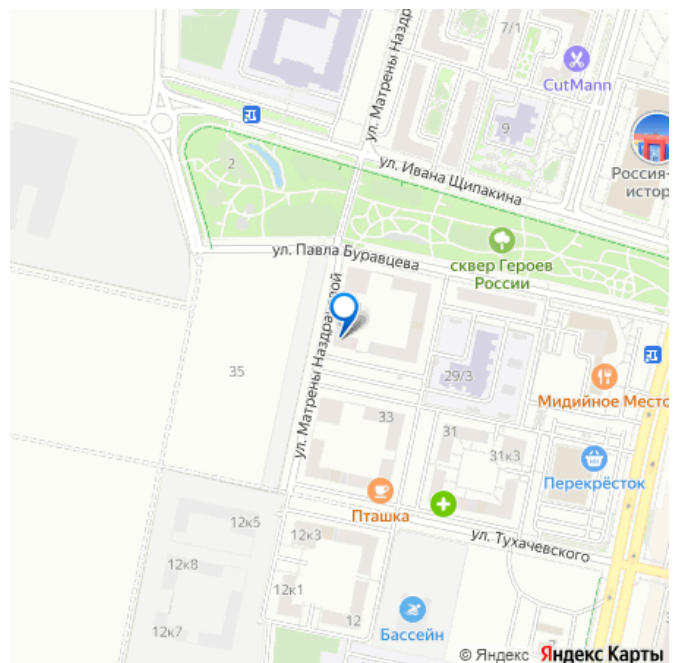 ул. Матрены Наздр
7/1
CutMann
9
2
ул. Ивана Щипакина
Россия-
истор
ул. Павла Буравцева
сквер Героев
России
ул. Матрены Наздра
вой
35
29/3
Мидийное Место
33
31
31к3
Перекрёсток
Пташка
12к5
12к3
ул. Тухачевского
12к8
12к1
12
Бассейн
12к7
© Яндекс Яндекс Карты